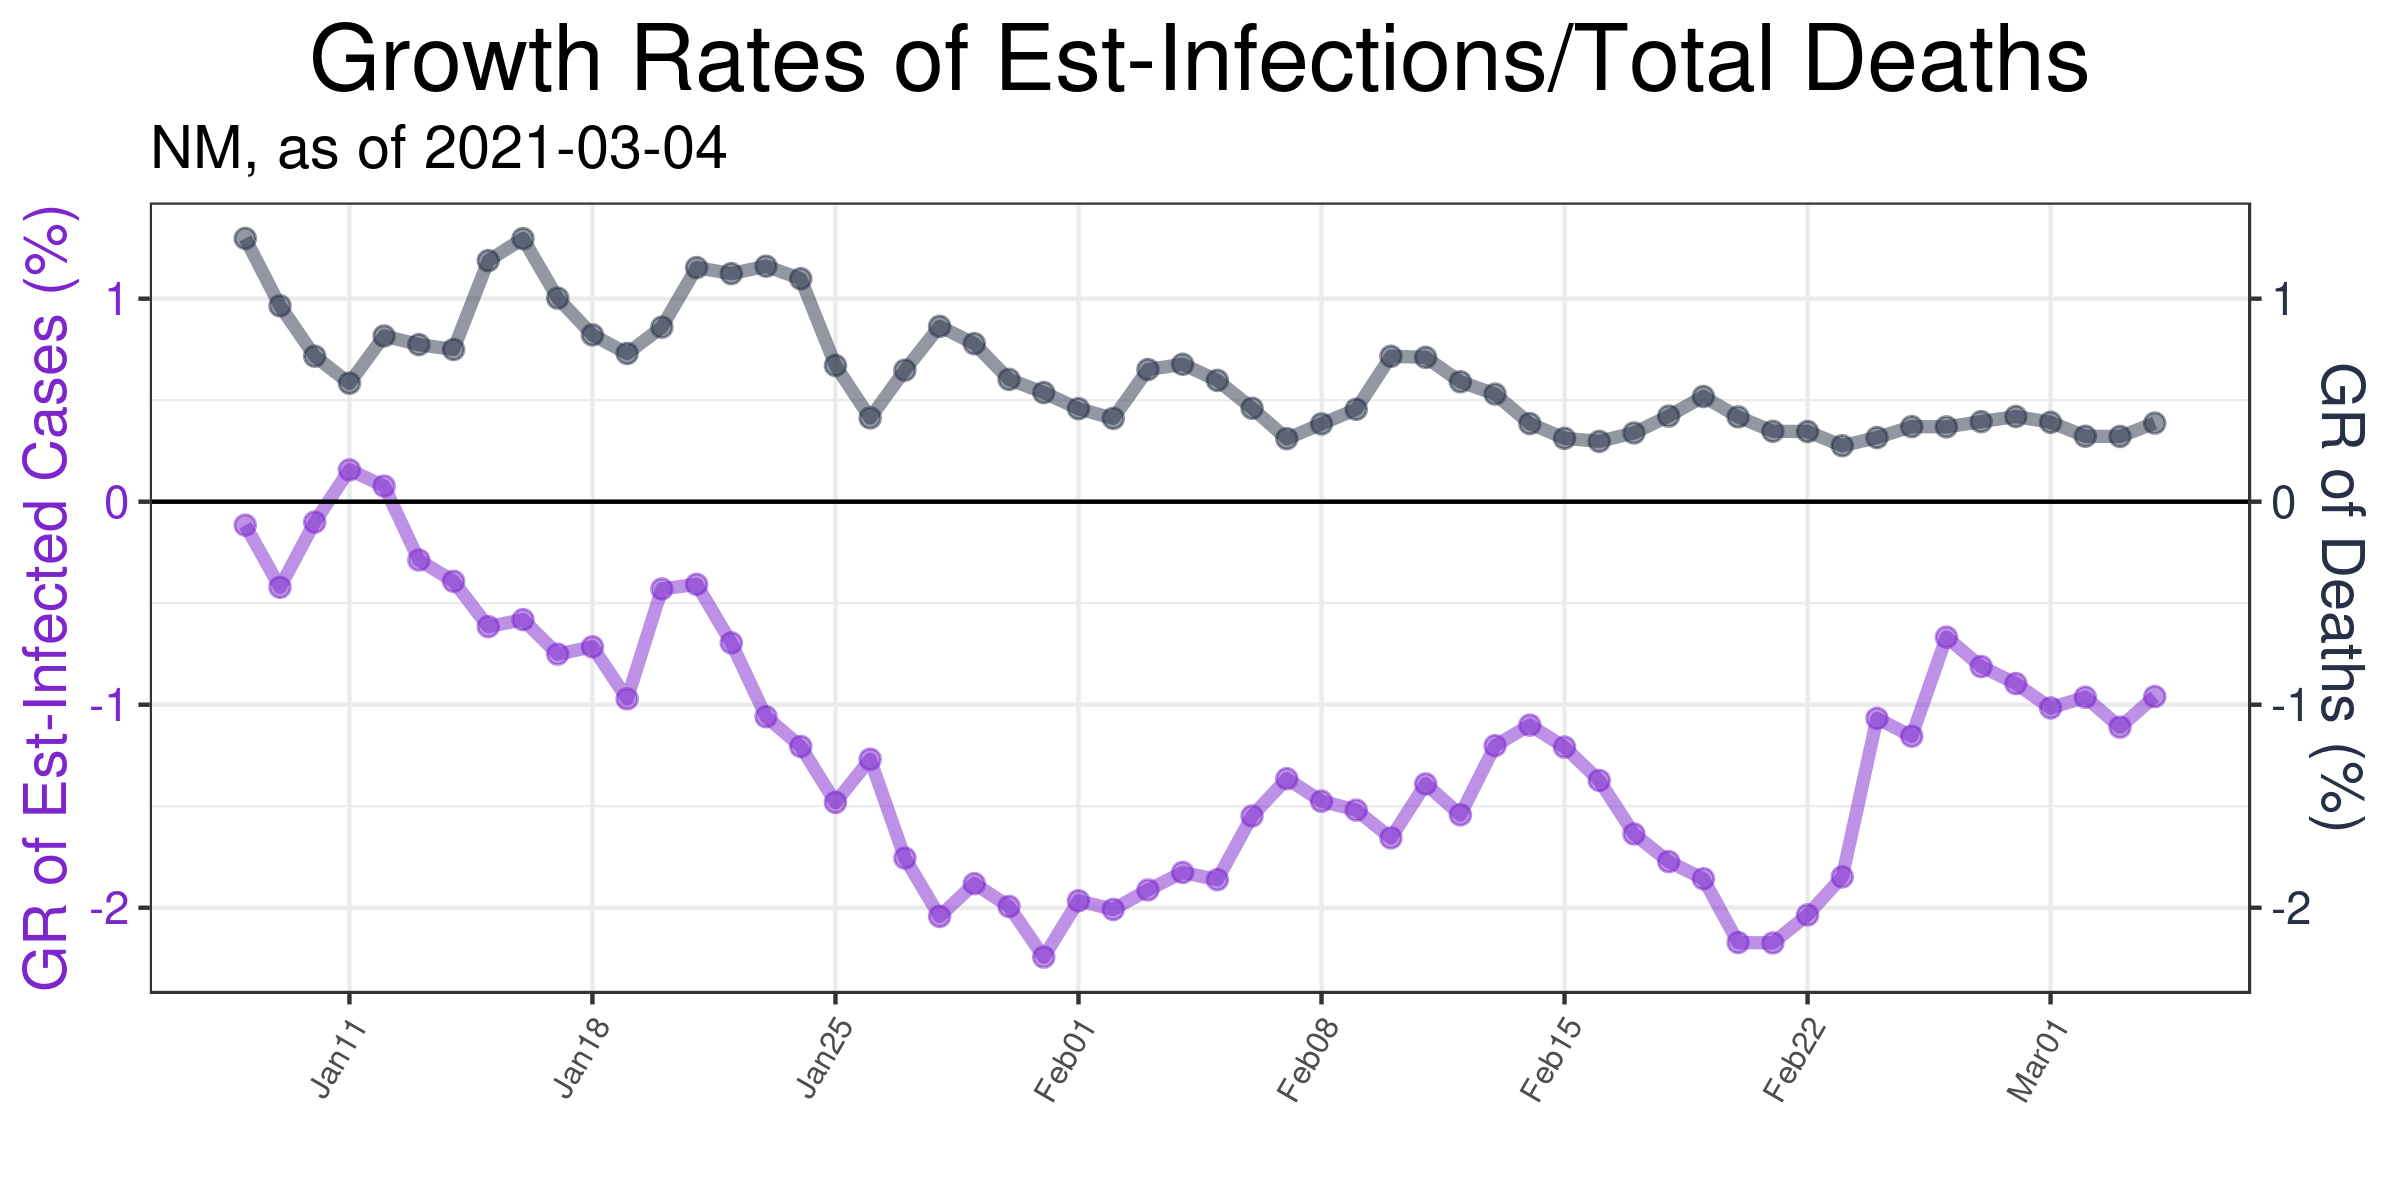 Growth Rates of Est-Infections/Total Deaths
NM, as of 2021-03-04
GR of Est-Infected Cases (%)
1
0
-1
-2
1
0
-1
-2
GR of Deaths (%)
Jan11
Jan18
Jan25
Feb01
Feb08
Feb15
Feb22
Mar01